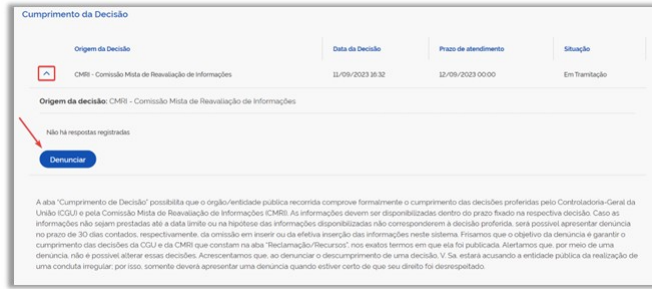 Cumprimento da Decisão
Origem da Decisão Data da Decisão Prazo de atendimento Situação
CMRI - Comissão Mista de Reavaliação de Informações 11/09/2023 16:32 12/09/2023 00:00 Em Tramitação
Origem da decisão: CMRI - Comissão Mista de Reavaliação de Informações
Não há respostas registradas
Denunciar
A aba "Cumprimento de Decisão" possibilita que o órgão/entidade pública recorrida comprove formalmente o cumprimento das decisões proferidas pelo Controladoria-Geral da
União (CGU) e pela Comissão Mista de Reavaliação de Informações (CMRI). As informações devem ser disponibilizadas dentro do prazo fixado na respectiva decisão. Caso as
informações não sejam prestadas até a data limite ou na hipótese das informações disponibilizadas não corresponderem à decisão proferida, será possível apresentar denúncia
no prazo de 30 dias contados, respectivamente, da omissão em inserir ou da efetiva inserção das informações neste sistema. Frisamos que o objetivo da denúncia é garantir o
cumprimento das decisões da CGU e da CMRI que constam na aba "Reclamação/Recursos", nos exatos termos em que ela foi publicada. Alertamos que, por meio de uma
denúncia, não é possível alterar essas decisões. Acrescentamos que, ao denunciar o descumprimento de uma decisão, V. Sa. estará acusando a entidade pública da realização de
uma conduta irregular; por isso, somente deverá apresentar uma denúncia quando estiver certo de que seu direito foi desrespeitado.